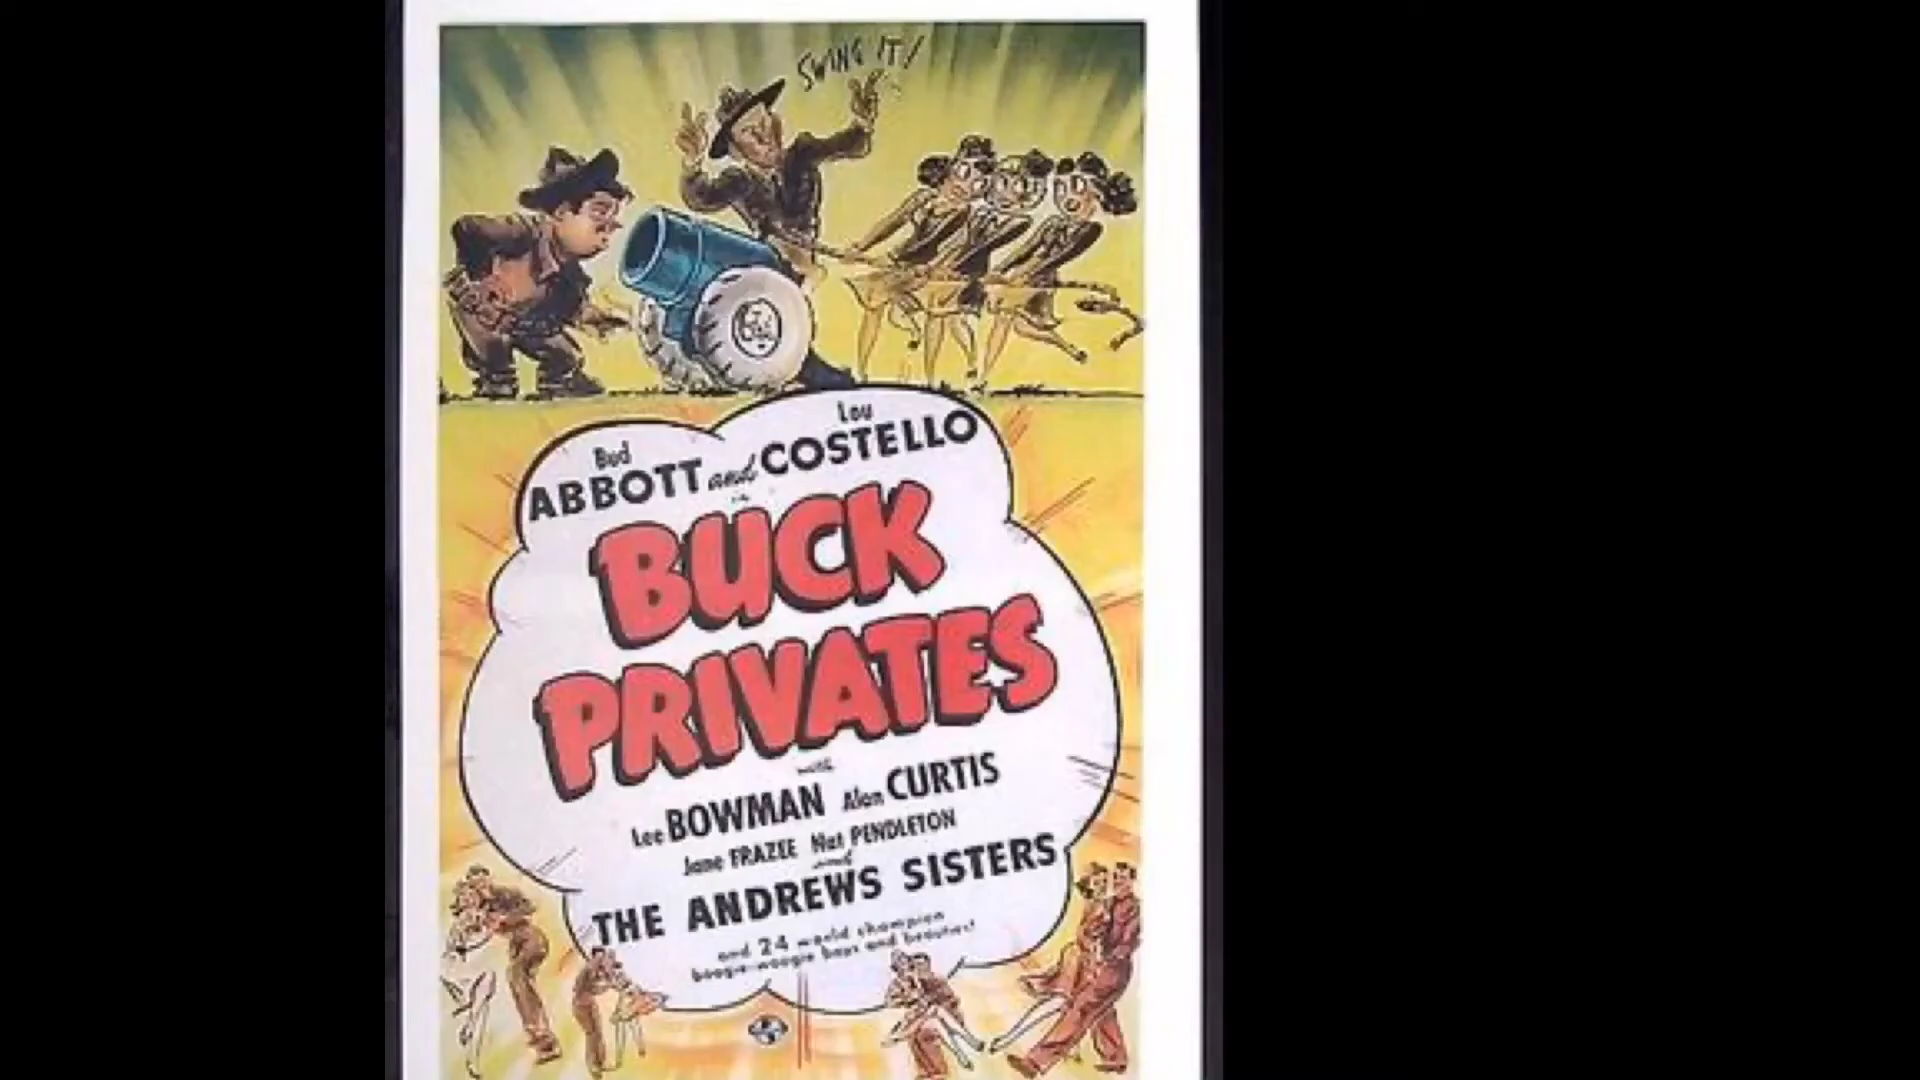 SWING IT!
Bud Lou
ABBOTT and COSTELLO
in
BUCK
PRIVATES
with
Lee BOWMAN Alan CURTIS
Jane FRAZEE Nat PENDLETON
and
THE ANDREWS SISTERS
and 24 world champion
boogie-woogie boys and beauties!